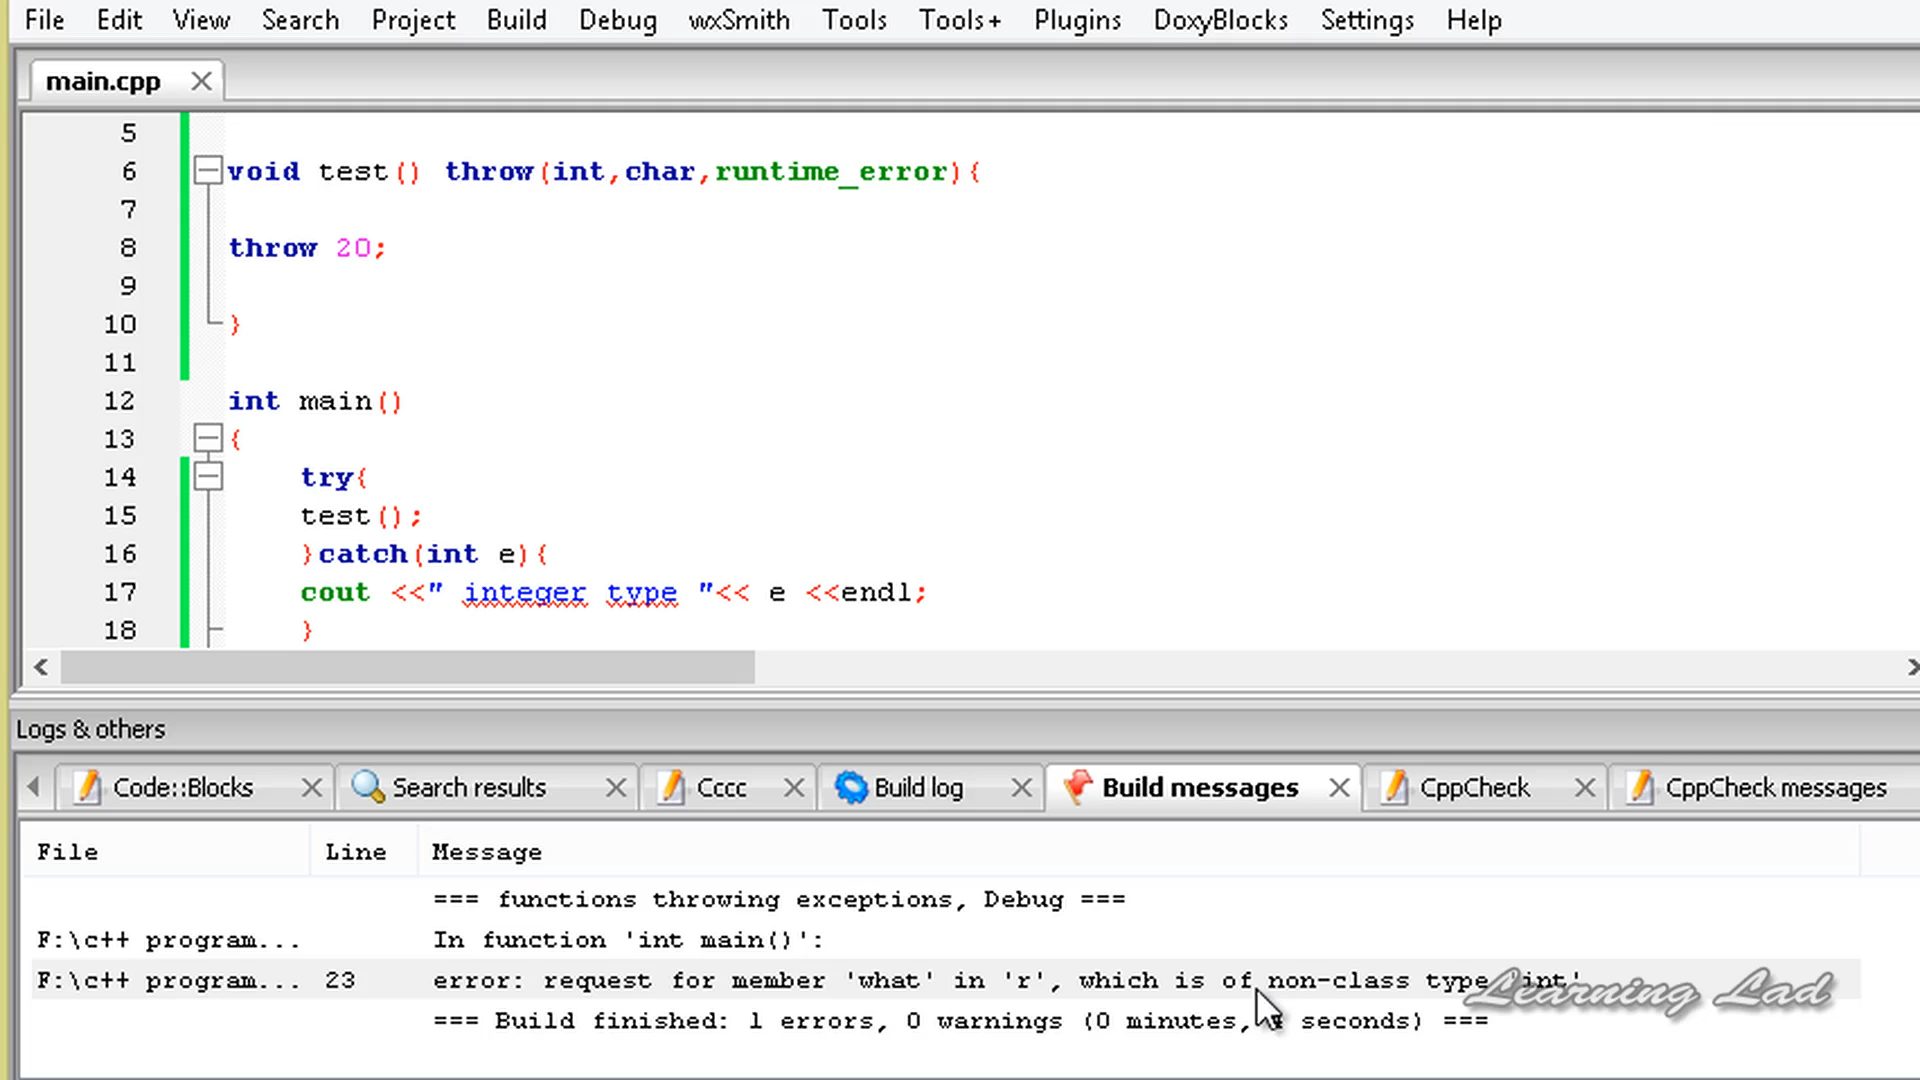 File Edit View Search Project Build Debug wxSmith Tools Tools+ Plugins DoxyBlocks Settings Help
main.cpp
5
6 void test() throw(int,char,runtime_error){
7
8 throw 20;
9
10 }
11
12 int main()
13 {
14 try{
15 test();
16 }catch(int e){
17 cout <<" integer type "<< e <<endl;
18 }
Logs & others
Code::Blocks Search results Cccc Build log Build messages CppCheck CppCheck messages
File Line Message
=== functions throwing exceptions, Debug ===
F:\c++ program... In function 'int main()':
F:\c++ program... 23 error: request for member 'what' in 'r', which is of non-class type 'int'
=== Build finished: 1 errors, 0 warnings (0 minutes, seconds) ===
Learning Lad